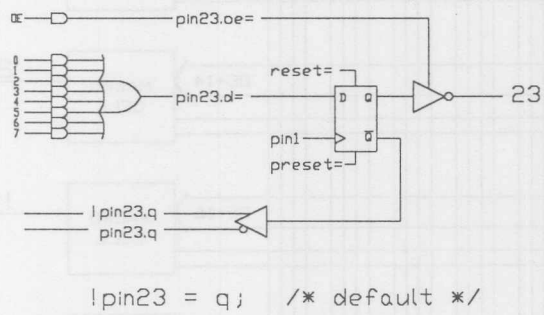 OE
pin23.oe=
0
1
2
3
4
5
6
7
pin23.d=
reset=
D Q
pin1
Q
preset=
23
!pin23.q
pin23.q
!pin23 = q; /* default */